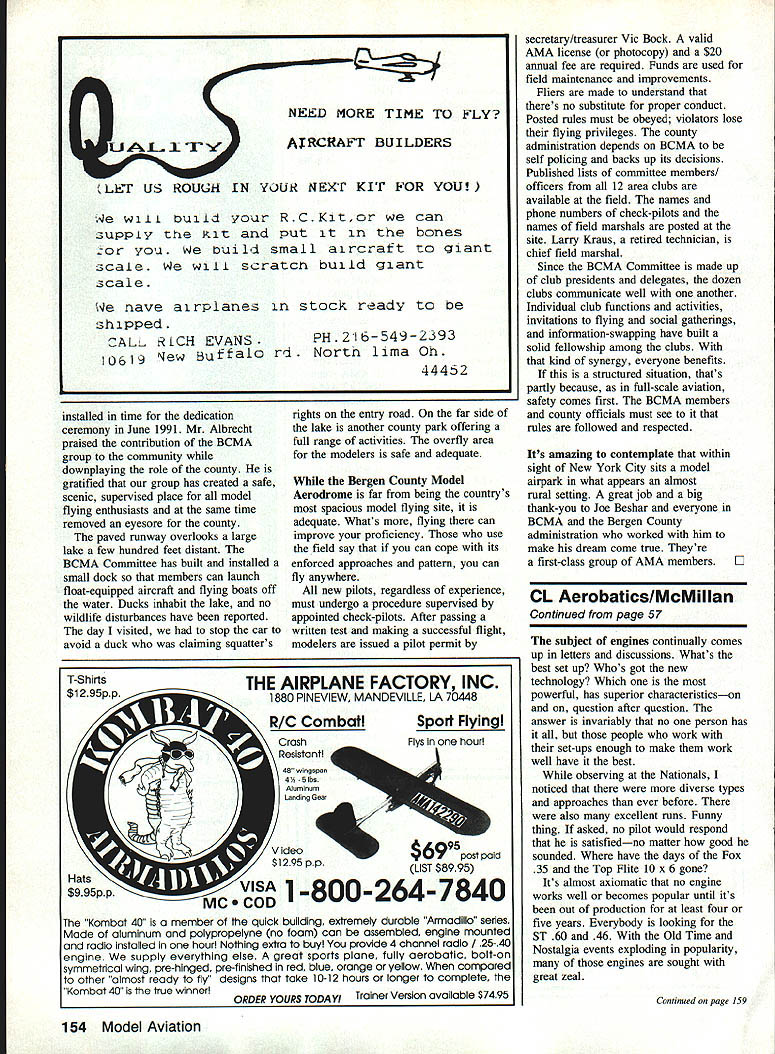 QUALITY
NEED MORE TIME TO FLY?
AIRCRAFT BUILDERS
(LET US ROUGH IN YOUR NEXT KIT FOR YOU!)
We will build your R.C.Kit,or we can
supply the kit and put it in the bones
for you. We build small aircraft to giant
scale. We will scratch build giant
scale.
We have airplanes in stock ready to be
shipped.
CALL RICH EVANS. PH.216-549-2393
10619 New Buffalo rd. North lima Oh.
44452
installed in time for the dedication
ceremony in June 1991. Mr. Albrecht
praised the contribution of the BCMA
group to the community while
downplaying the role of the county. He is
gratified that our group has created a safe,
scenic, supervised place for all model
flying enthusiasts and at the same time
removed an eyesore for the county.
The paved runway overlooks a large
lake a few hundred feet distant. The
BCMA Committee has built and installed a
small dock so that members can launch
float-equipped aircraft and flying boats off
the water. Ducks inhabit the lake, and no
wildlife disturbances have been reported.
The day I visited, we had to stop the car to
avoid a duck who was claiming squatter's
rights on the entry road. On the far side of
the lake is another county park offering a
full range of activities. The overfly area
for the modelers is safe and adequate.
While the Bergen County Model
Aerodrome is far from being the country's
most spacious model flying site, it is
adequate. What's more, flying there can
improve your proficiency. Those who use
the field say that if you can cope with its
enforced approaches and pattern, you can
fly anywhere.
All new pilots, regardless of experience,
must undergo a procedure supervised by
appointed check-pilots. After passing a
written test and making a successful flight,
modelers are issued a pilot permit by
secretary/treasurer Vic Bock. A valid
AMA license (or photocopy) and a $20
annual fee are required. Funds are used for
field maintenance and improvements.
Fliers are made to understand that
there's no substitute for proper conduct.
Posted rules must be obeyed; violators lose
their flying privileges. The county
administration depends on BCMA to be
self policing and backs up its decisions.
Published lists of committee members/
officers from all 12 area clubs are
available at the field. The names and
phone numbers of check-pilots and the
names of field marshals are posted at the
site. Larry Kraus, a retired technician, is
chief field marshal.
Since the BCMA Committee is made up
of club presidents and delegates, the dozen
clubs communicate well with one another.
Individual club functions and activities,
invitations to flying and social gatherings,
and information-swapping have built a
solid fellowship among the clubs. With
that kind of synergy, everyone benefits.
If this is a structured situation, that's
partly because, as in full-scale aviation,
safety comes first. The BCMA members
and county officials must see to it that
rules are followed and respected.
It's amazing to contemplate that within
sight of New York City sits a model
airpark in what appears an almost
rural setting. A great job and a big
thank-you to Joe Beshar and everyone in
BCMA and the Bergen County
administration who worked with him to
make his dream come true. They're
a first-class group of AMA members. □
CL Aerobatics/McMillan
Continued from page 57
The subject of engines continually comes
up in letters and discussions. What's the
best set up? Who's got the new
technology? Which one is the most
powerful, has superior characteristics—on
and on, question after question. The
answer is invariably that no one person has
it all, but those people who work with
their set-ups enough to make them work
well have it the best.
While observing at the Nationals, I
noticed that there were more diverse types
and approaches than ever before. There
were also many excellent runs. Funny
thing. If asked, no pilot would respond
that he is satisfied—no matter how good he
sounded. Where have the days of the Fox
.35 and the Top Flite 10 x 6 gone?
It's almost axiomatic that no engine
works well or becomes popular until it's
been out of production for at least four or
five years. Everybody is looking for the
ST .60 and .46. With the Old Time and
Nostalgia events exploding in popularity,
many of those engines are sought with
great zeal.
Continued on page 159
T-Shirts
$12.95p.p.
KOMBAT 40
AIRMADILLOS
Hats
$9.95p.p.
THE AIRPLANE FACTORY, INC.
1880 PINEVIEW, MANDEVILLE, LA 70448
R/C Combat!
Sport Flying!
Crash
Resistant!
Flys in one hour!
48" wingspan
4½ - 5 lbs.
Aluminum
Landing Gear
AMA42290
Video
$12.95 p.p.
$69.95 post paid
(LIST $89.95)
VISA
MC • COD
1-800-264-7840
The "Kombat 40" is a member of the quick building, extremely durable "Armadillo" series.
Made of aluminum and polypropelyne (no foam) can be assembled, engine mounted
and radio installed in one hour! Nothing extra to buy! You provide 4 channel radio / .25-.40
engine. We supply everything else. A great sports plane, fully aerobatic, bolt-on
symmetrical wing, pre-hinged, pre-finished in red, blue, orange or yellow. When compared
to other "almost ready to fly" designs that take 10-12 hours or longer to complete, the
"Kombat 40" is the true winner!
ORDER YOURS TODAY! Trainer Version available $74.95
154 Model Aviation